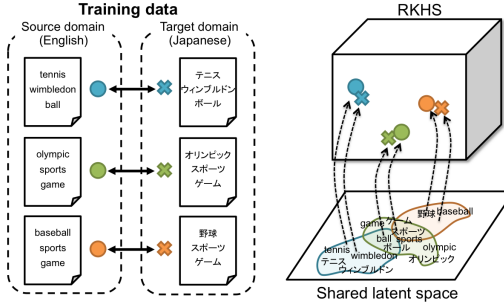 Training data
Source domain
(English)
Target domain
(Japanese)
tennis
wimbledon
ball
テニス
ウィンブルドン
ボール
olympic
sports
game
オリンピック
スポーツ
ゲーム
baseball
sports
game
野球
スポーツ
ゲーム
RKHS
game ゲーム 野球 baseball
スポーツ
ball sports
ボール olympic
tennis wimbledon オリンピック
テニス
ウィンブルドン
Shared latent space